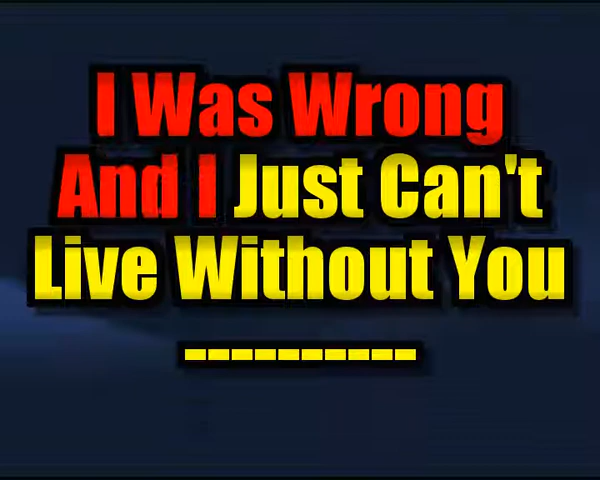 I Was Wrong
And I Just Can't
Live Without You
----------